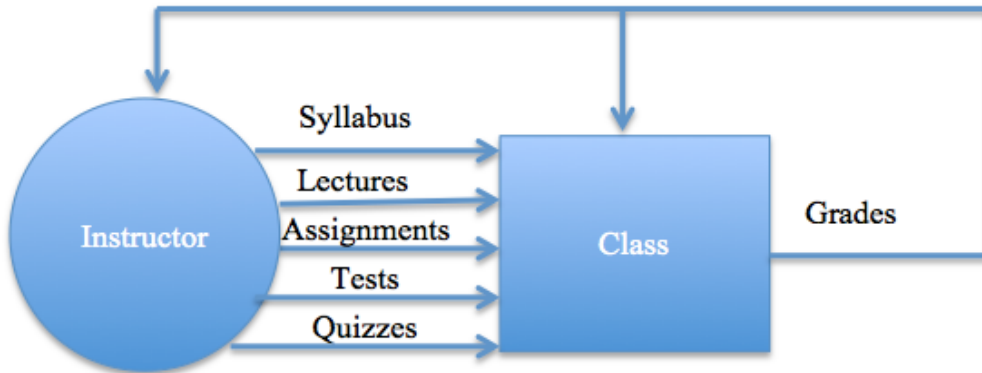 Syllabus
Lectures
Instructor
Assignments
Class
Grades
Tests
Quizzes